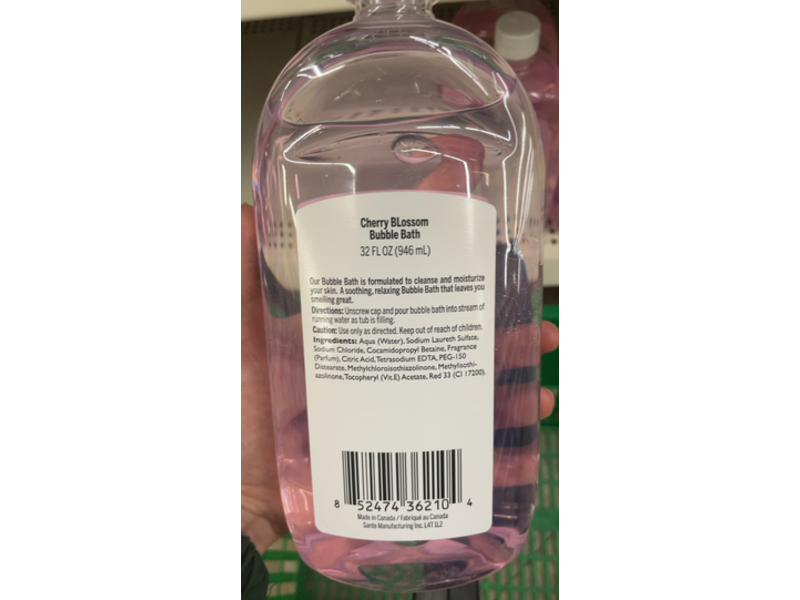 Cherry BLossom
Bubble Bath
32 FL OZ (946 mL)
Our Bubble Bath is formulated to cleanse and moisturize
your skin. A soothing, relaxing Bubble Bath that leaves you
smelling great.
Directions: Unscrew cap and pour bubble bath into stream of
running water as tub is filling.
Caution: Use only as directed. Keep out of reach of children.
Ingredients: Aqua (Water), Sodium Laureth Sulfate,
Sodium Chloride, Cocamidopropyl Betaine, Fragrance
(Parfum), Citric Acid, Tetrasodium EDTA, PEG-150
Distearate, Methylchloroisothiazolinone, Methylisothi-
azolinone, Tocopheryl (Vit.E) Acetate, Red 33 (CI 17200).
8 52474 36210 4
Made in Canada / Fabriqué au Canada
Sante Manufacturing Inc. L4T 1L2